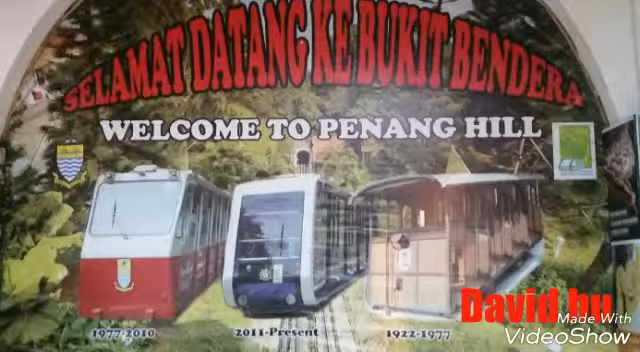 SELAMAT DATANG KE BUKIT BENDERA
WELCOME TO PENANG HILL
1977-2010
2011-Present
1922-1977
David bu
Made With
VideoShow